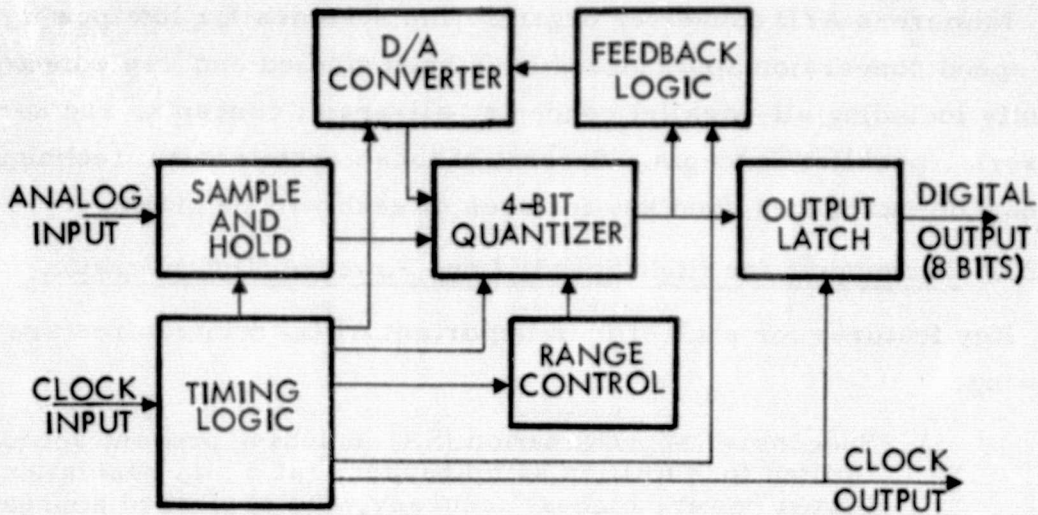 D/A
CONVERTER
FEEDBACK
LOGIC
ANALOG
INPUT
SAMPLE
AND
HOLD
4-BIT
QUANTIZER
OUTPUT
LATCH
DIGITAL
OUTPUT
(8 BITS)
CLOCK
INPUT
TIMING
LOGIC
RANGE
CONTROL
CLOCK
OUTPUT